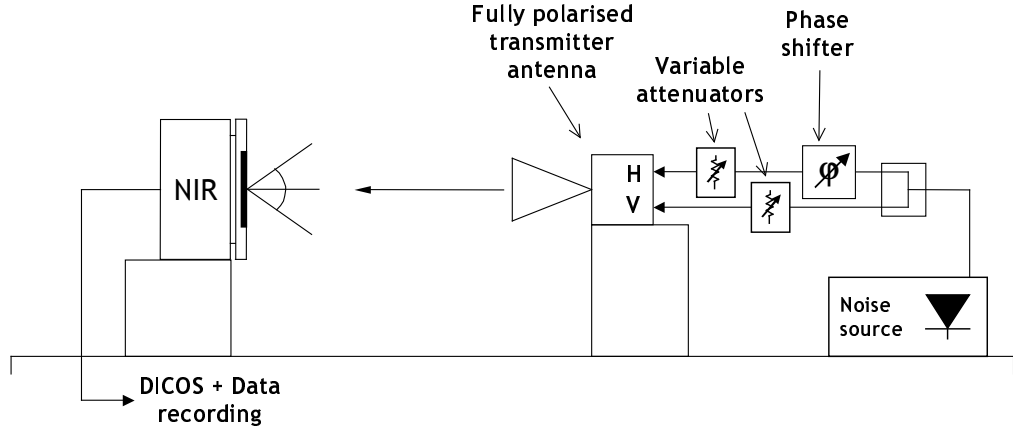 Fully polarised
transmitter
antenna
Phase
shifter
Variable
attenuators
NIR
H
V
φ
Noise
source
DICOS + Data
recording